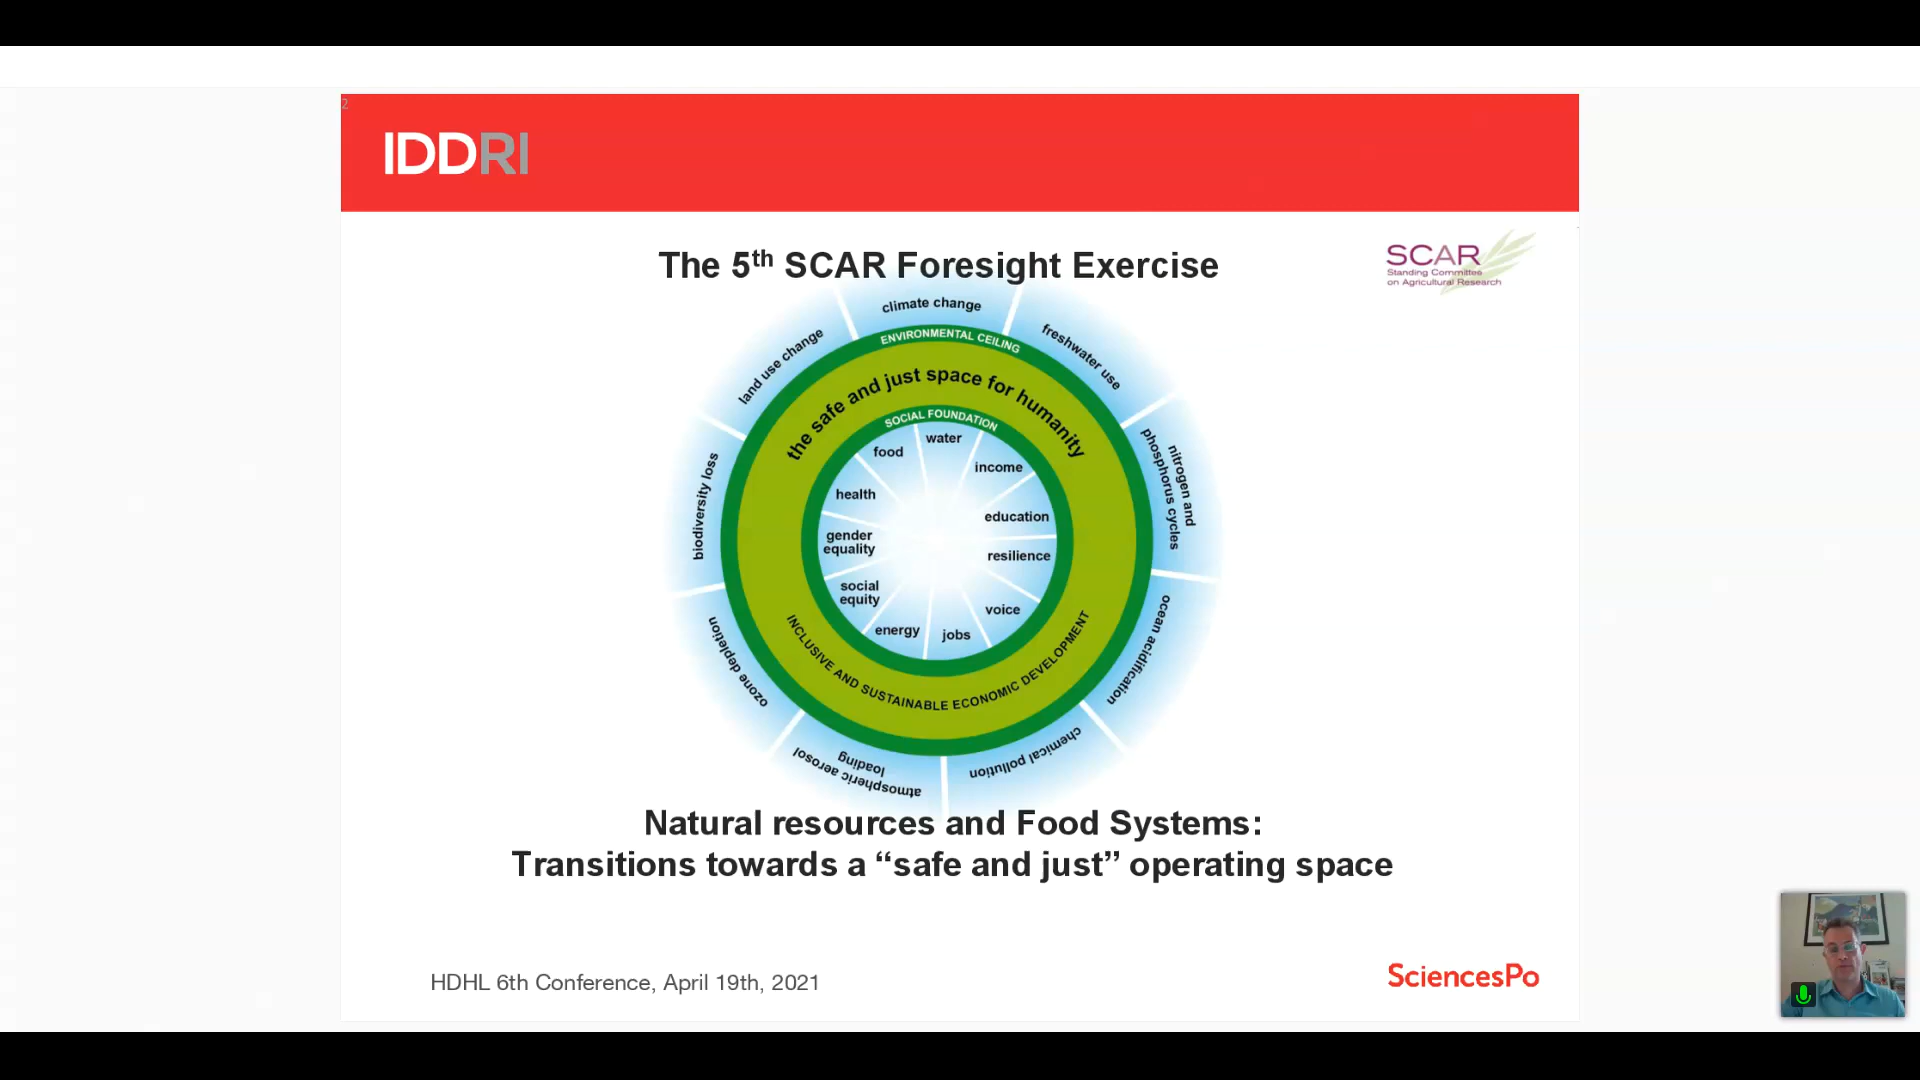 2
IDDRI
The 5th SCAR Foresight Exercise
SCAR
Standing Committee
on Agricultural Research
climate change
freshwater use
nitrogen and
phosphorus cycles
ocean acidification
chemical pollution
atmospheric aerosol
loading
ozone depletion
biodiversity loss
land use change
ENVIRONMENTAL CEILING
the safe and just space for humanity
SOCIAL FOUNDATION
water
income
education
resilience
voice
jobs
energy
social
equity
gender
equality
health
food
INCLUSIVE AND SUSTAINABLE ECONOMIC DEVELOPMENT
Natural resources and Food Systems:
Transitions towards a “safe and just” operating space
HDHL 6th Conference, April 19th, 2021
SciencesPo